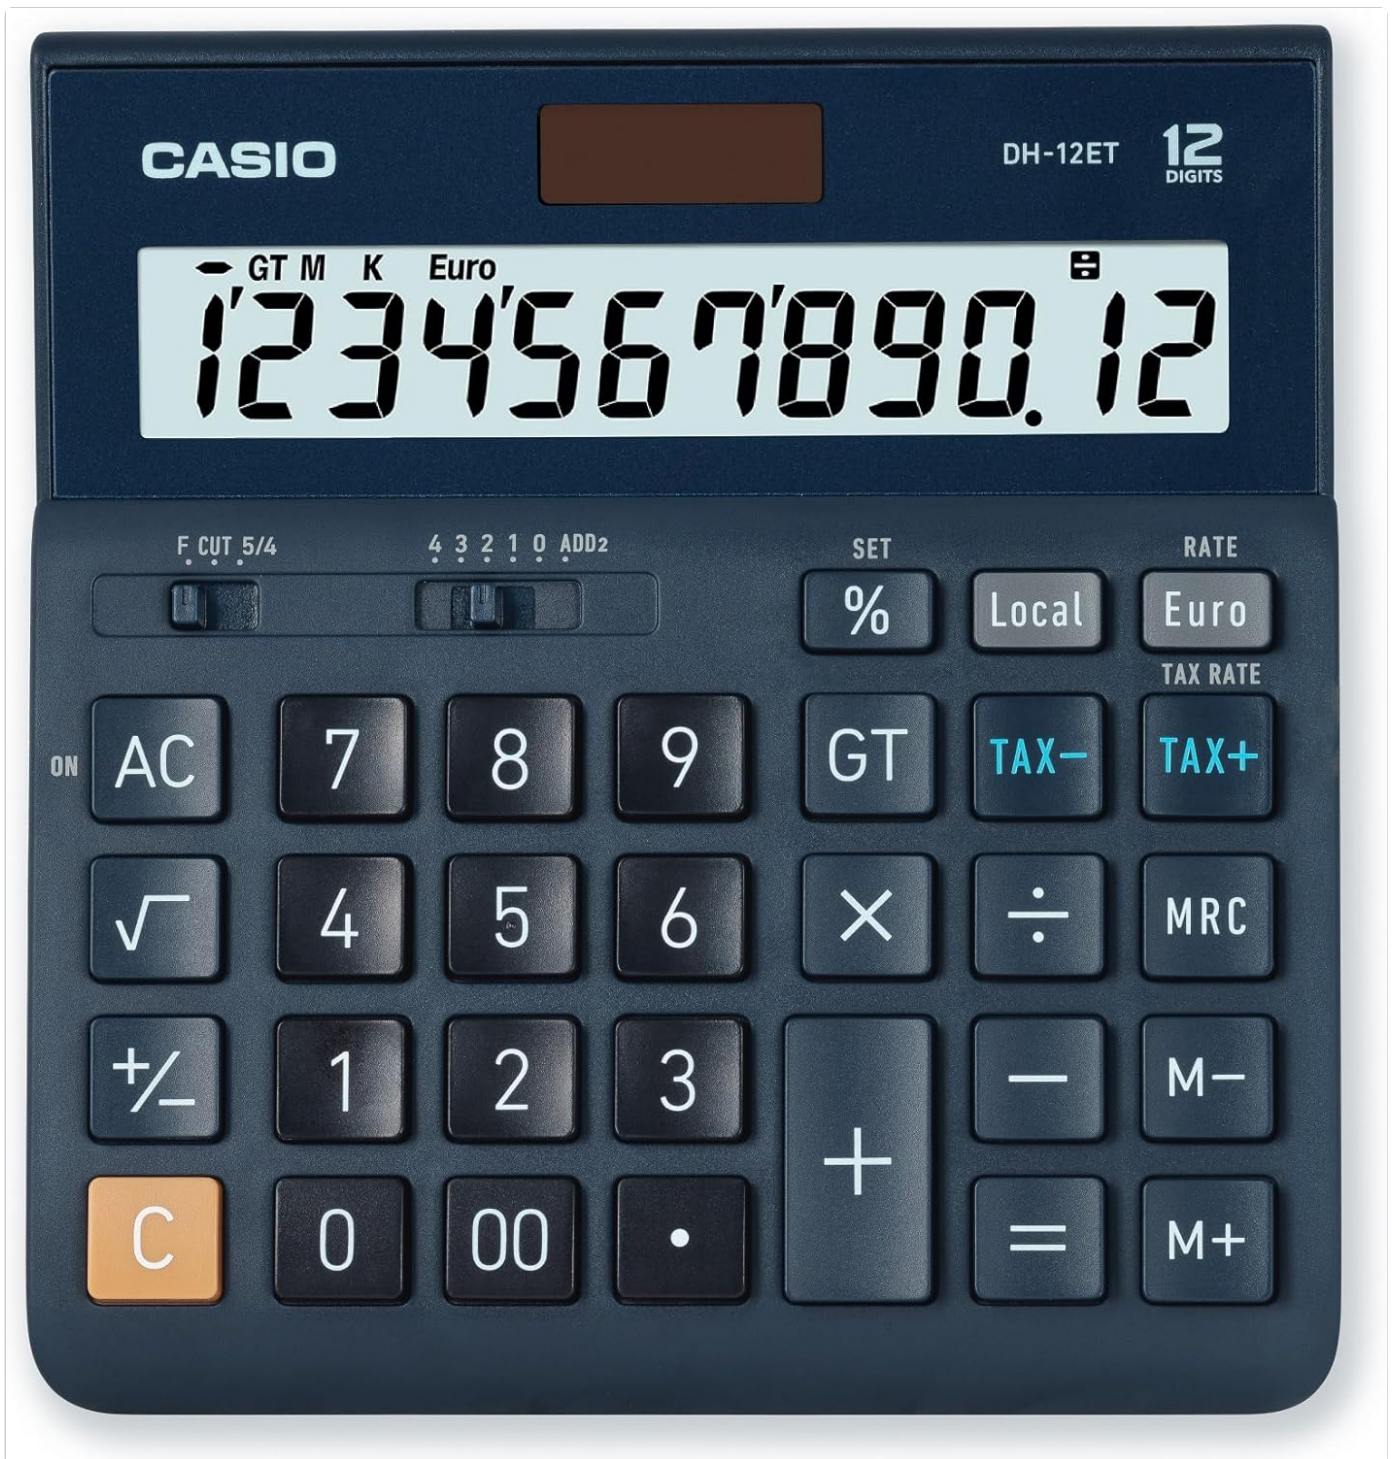 CASIO DH-12ET 12
DIGITS
GT M K Euro
1'234'567'890.12
F CUT 5/4 4 3 2 1 0 ADD2 SET RATE
% Local Euro
TAX RATE
ON AC 7 8 9 GT TAX− TAX+
√ 4 5 6 × ÷ MRC
+/− 1 2 3 + − M−
C 0 00 • = M+